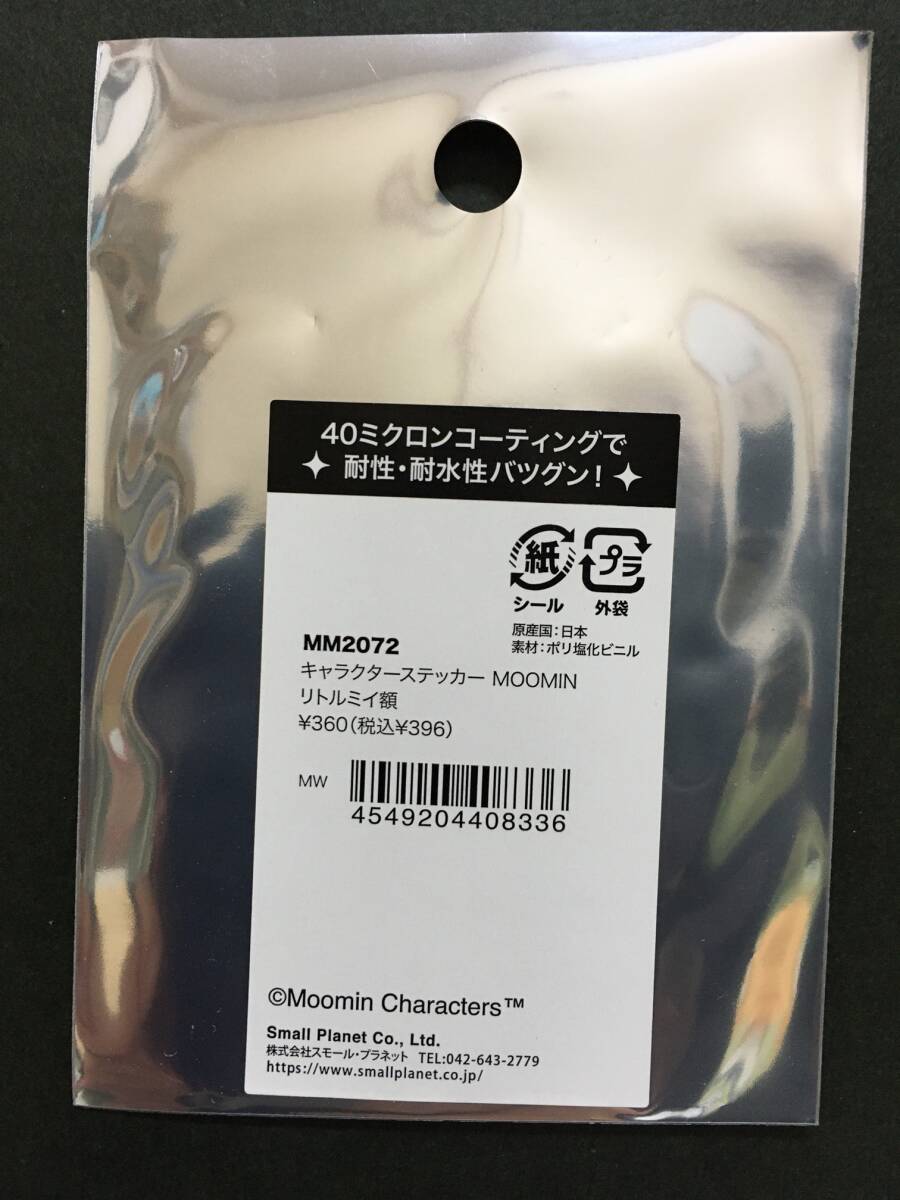 40ミクロンコーティングで
耐性・耐水性バツグン!
紙
プラ
シール
外袋
原産国:日本
素材:ポリ塩化ビニル
MM2072
キャラクターステッカー MOOMIN
リトルミイ額
¥360(税込¥396)
MW
4549204408336
©Moomin Characters™
Small Planet Co., Ltd.
株式会社スモール・プラネット TEL:042-643-2779
https://www.smallplanet.co.jp/